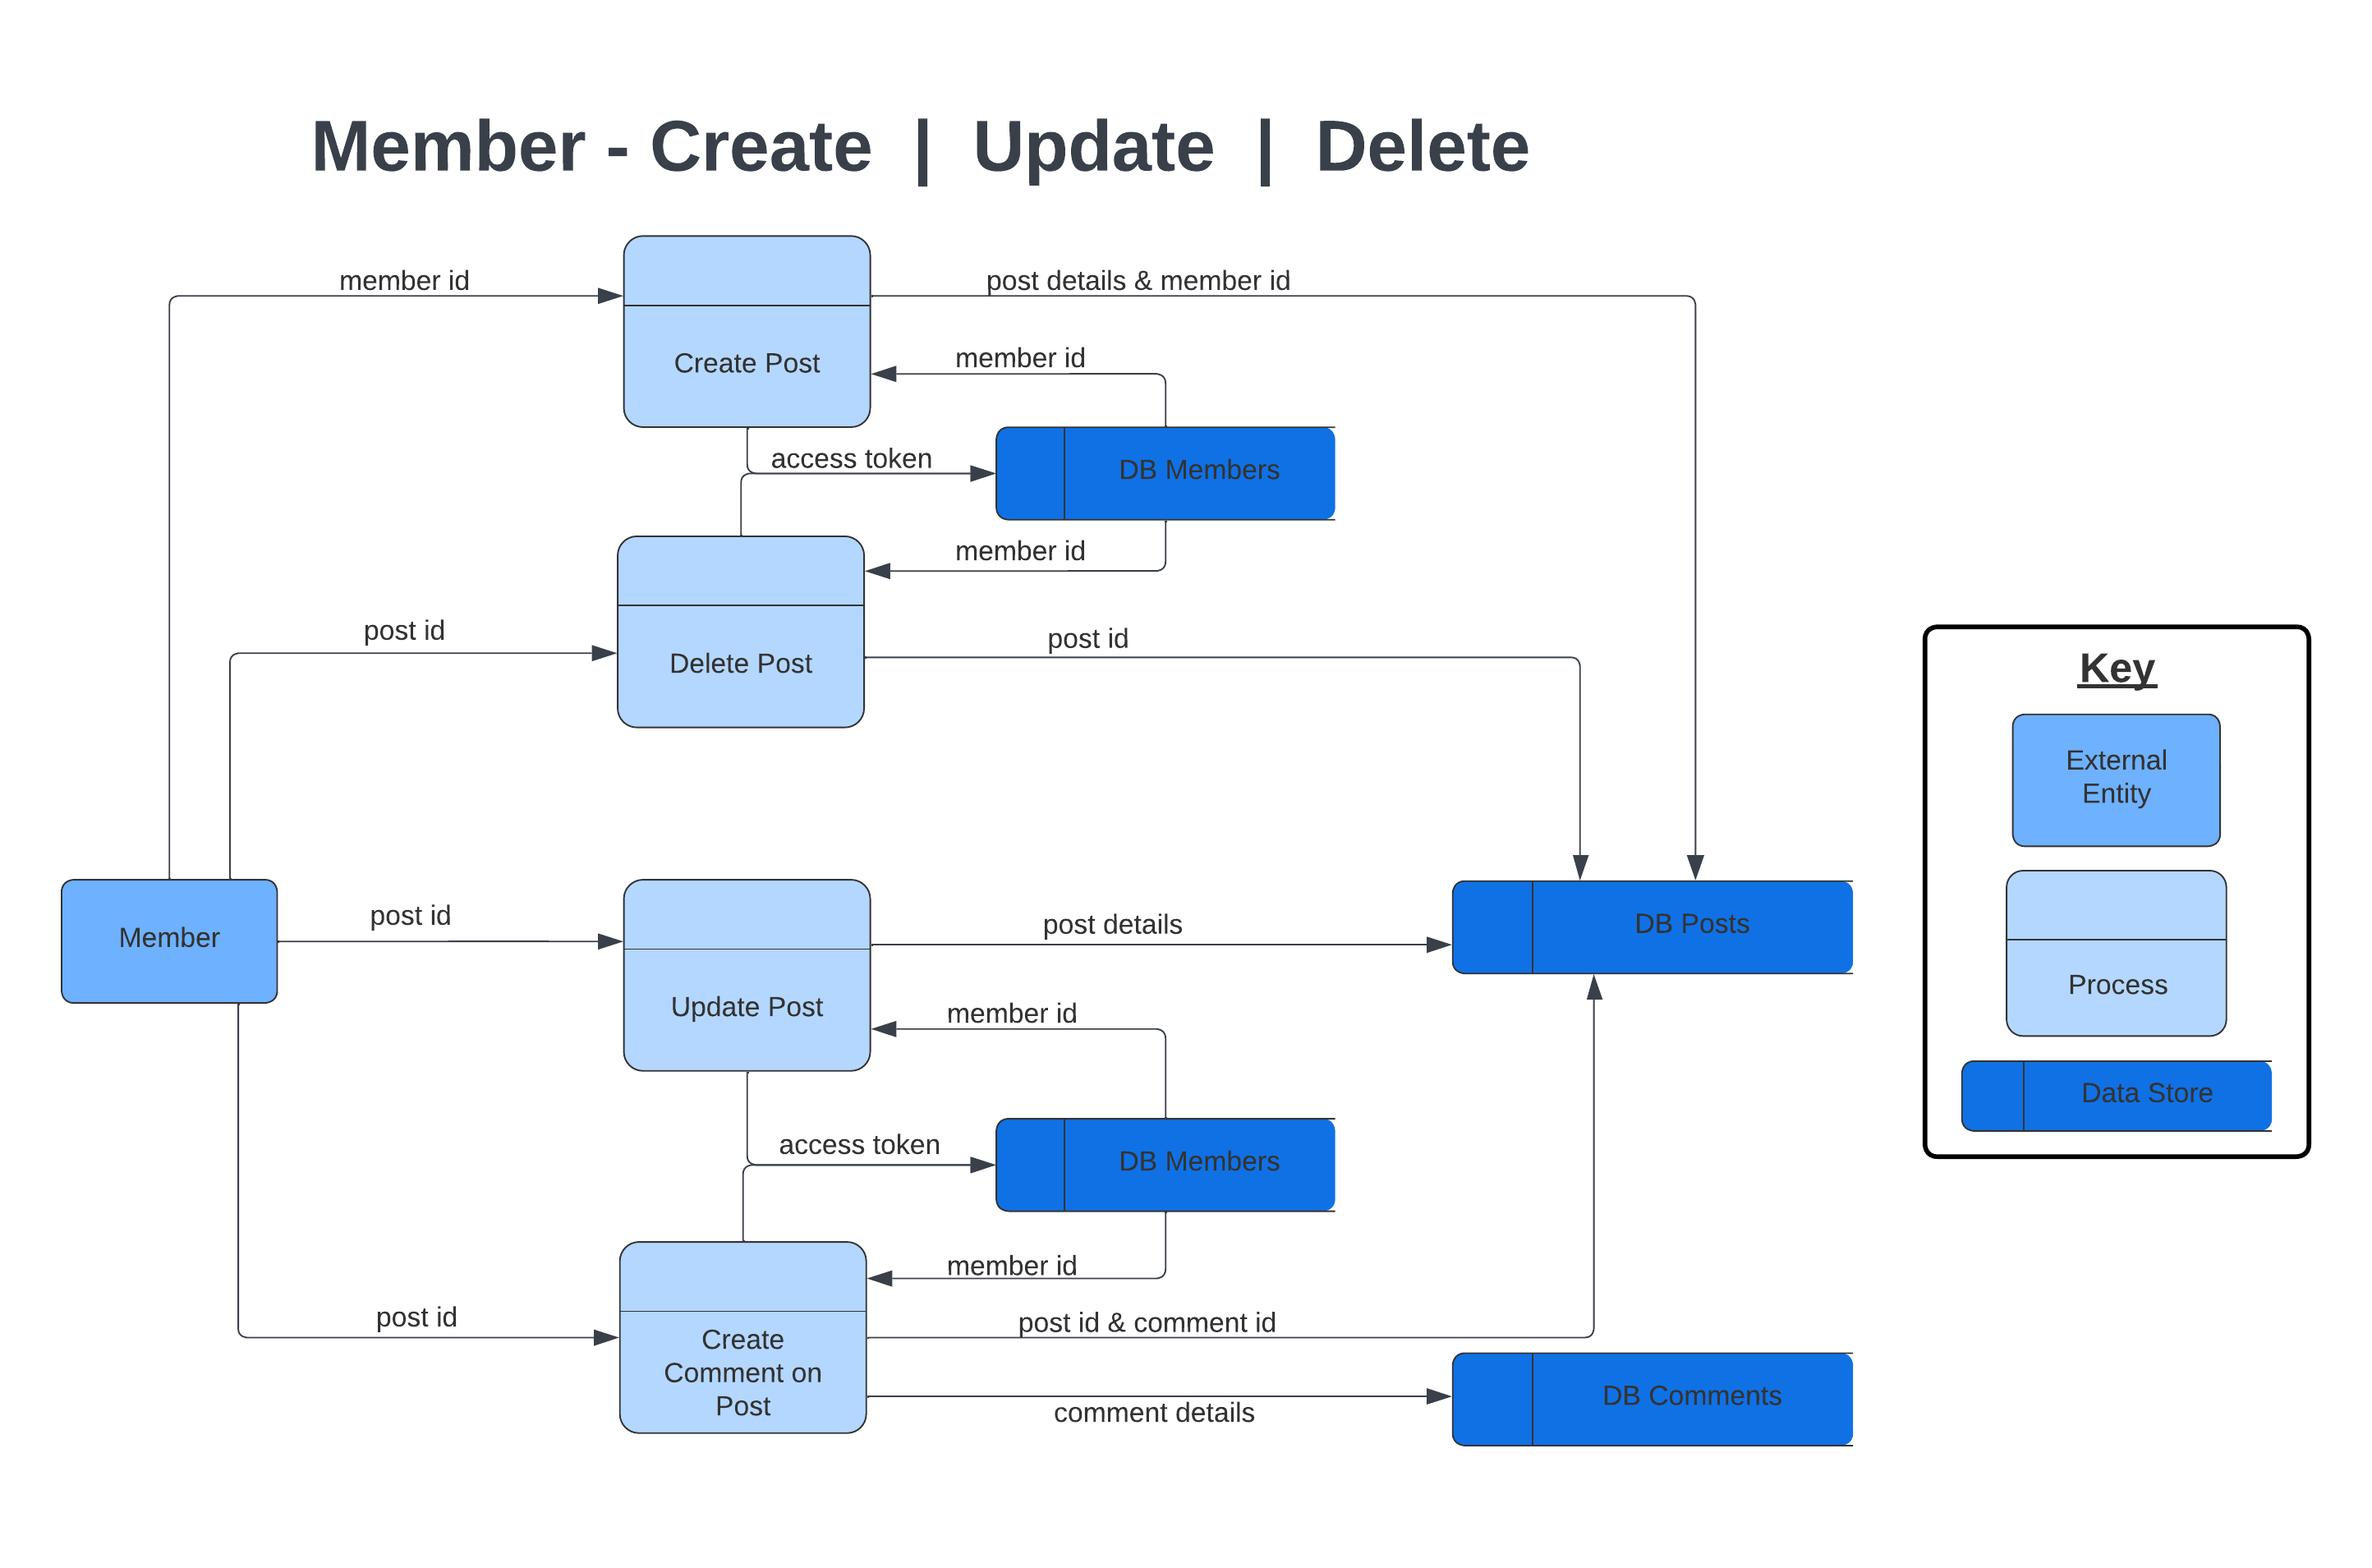 Member - Create | Update | Delete
member id
post details & member id
Create Post
member id
access token
DB Members
member id
post id
Delete Post
post id
Member
post id
Update Post
post details
DB Posts
member id
access token
DB Members
member id
post id
Create
Comment on
Post
post id & comment id
comment details
DB Comments
Key
External
Entity
Process
Data Store